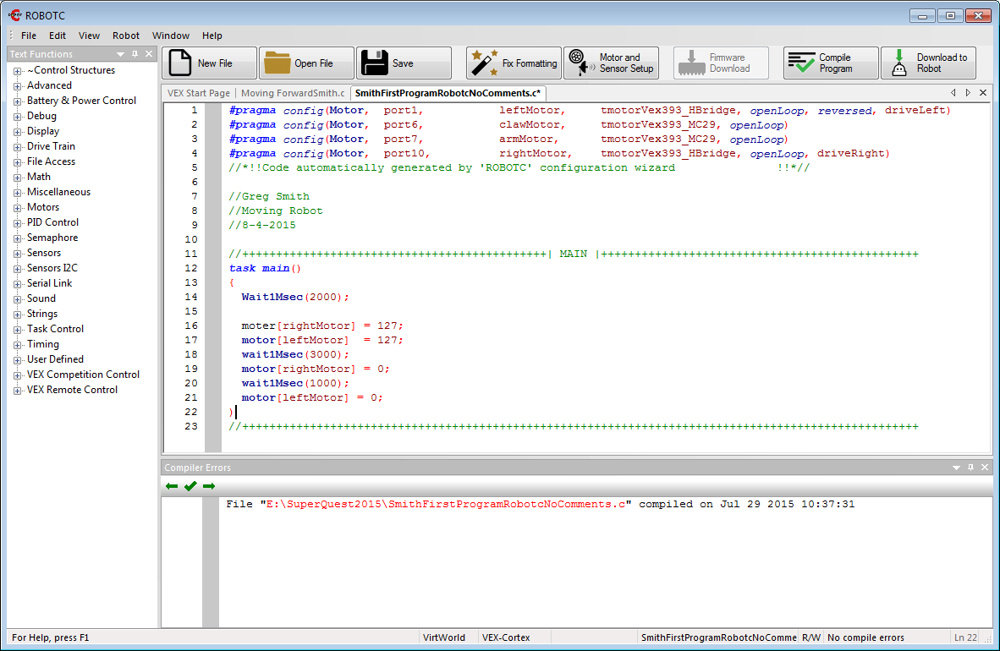 ROBOTC
File Edit View Robot Window Help
Text Functions
~Control Structures
Advanced
Battery & Power Control
Debug
Display
Drive Train
File Access
Math
Miscellaneous
Motors
PID Control
Semaphore
Sensors
Sensors I2C
Serial Link
Sound
Strings
Task Control
Timing
User Defined
VEX Competition Control
VEX Remote Control
New File Open File Save Fix Formatting Motor and Sensor Setup Firmware Download Compile Program Download to Robot
VEX Start Page Moving ForwardSmith.c SmithFirstProgramRobotcNoComments.c*
1 #pragma config(Motor, port1, leftMotor, tmotorVex393_HBridge, openLoop, reversed, driveLeft)
2 #pragma config(Motor, port6, clawMotor, tmotorVex393_MC29, openLoop)
3 #pragma config(Motor, port7, armMotor, tmotorVex393_MC29, openLoop)
4 #pragma config(Motor, port10, rightMotor, tmotorVex393_HBridge, openLoop, driveRight)
5 //*!!Code automatically generated by 'ROBOTC' configuration wizard !!*//
6
7 //Greg Smith
8 //Moving Robot
9 //8-4-2015
10
11 //+++++++++++++++++++++++++++++++++++++++++++++| MAIN |+++++++++++++++++++++++++++++++++++++++++++++++
12 task main()
13 {
14 Wait1Msec(2000);
15
16 moter[rightMotor] = 127;
17 motor[leftMotor] = 127;
18 wait1Msec(3000);
19 motor[rightMotor] = 0;
20 wait1Msec(1000);
21 motor[leftMotor] = 0;
22 )
23 //++++++++++++++++++++++++++++++++++++++++++++++++++++++++++++++++++++++++++++++++++++++++++++++++++++
Compiler Errors
File "E:\SuperQuest2015\SmithFirstProgramRobotcNoComments.c" compiled on Jul 29 2015 10:37:31
For Help, press F1 VirtWorld VEX-Cortex SmithFirstProgramRobotcNoComme R/W No compile errors Ln 22